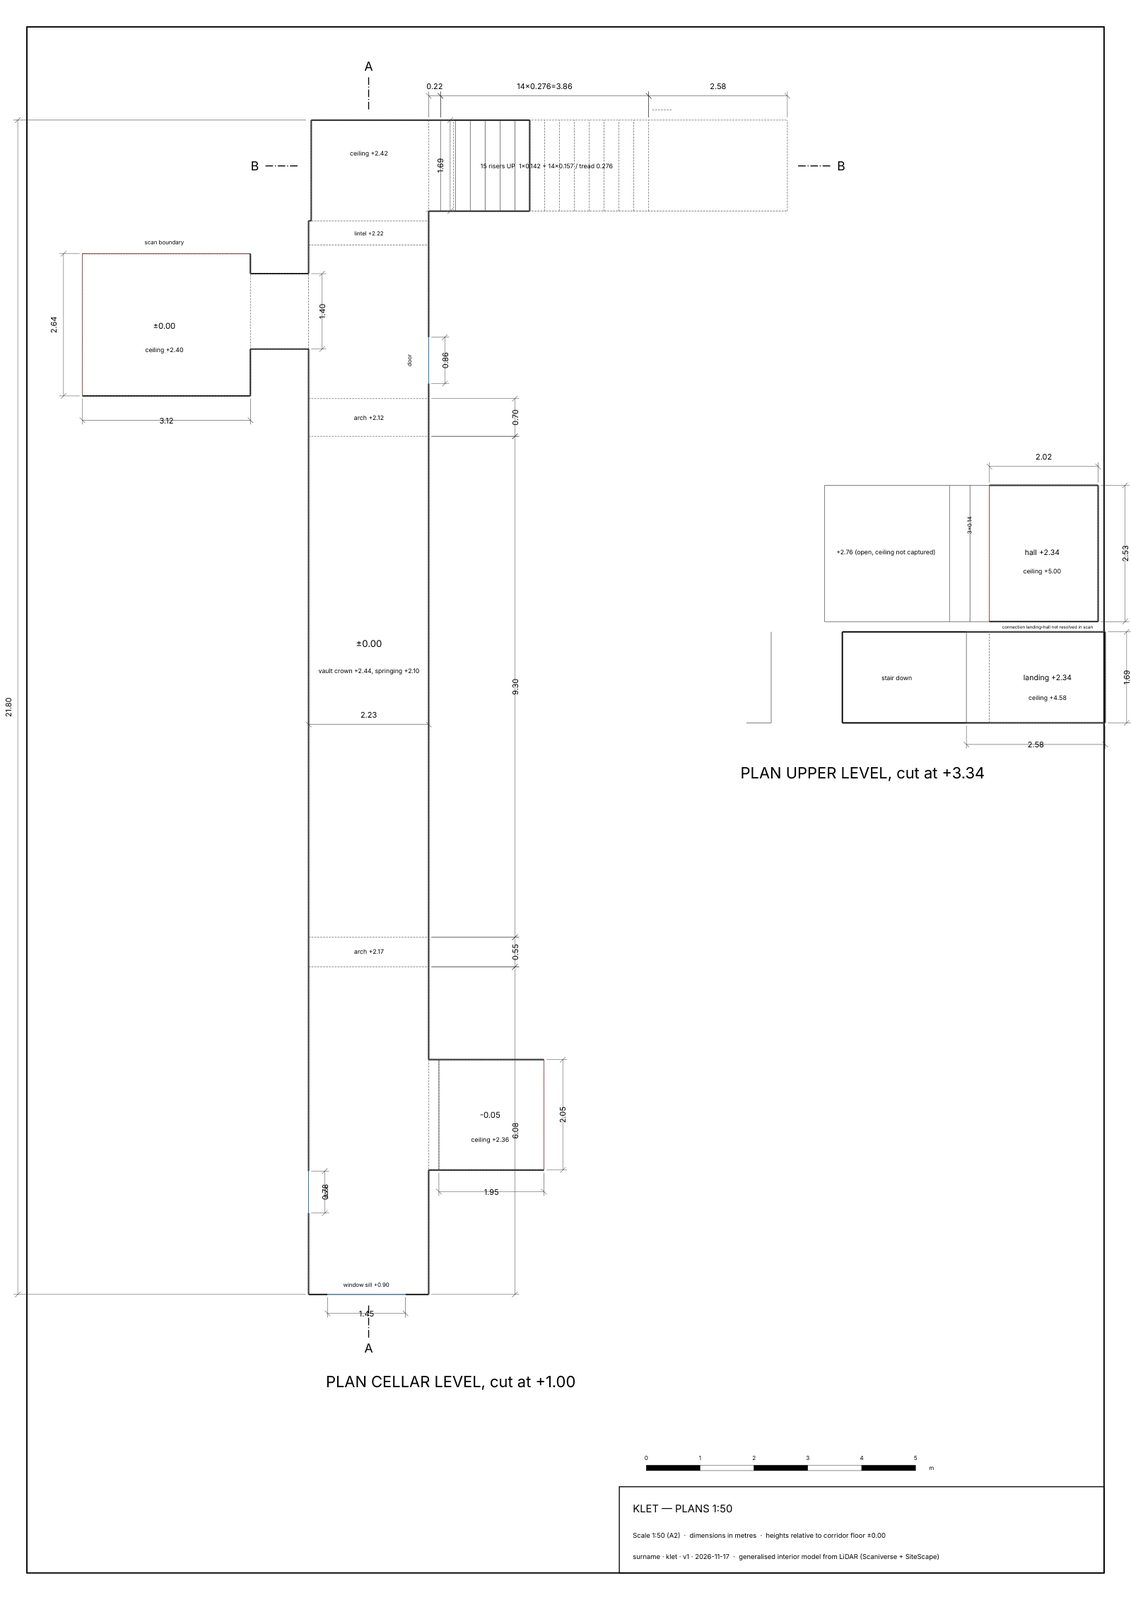 A
0.22
14×0.276=3.86
2.58
ceiling +2.42
B
1.69
15 risers UP 1×0.142 + 14×0.157 / tread 0.276
B
lintel +2.22
scan boundary
2.64
±0.00
ceiling +2.40
1.40
door
0.86
3.12
arch +2.12
0.70
2.02
3×0.14
+2.76 (open, ceiling not captured)
hall +2.34
ceiling +5.00
2.53
connection landing-hall not resolved in scan
±0.00
vault crown +2.44, springing +2.10
9.30
stair down
landing +2.34
ceiling +4.58
1.69
21.80
2.23
2.58
PLAN UPPER LEVEL, cut at +3.34
arch +2.17
0.55
-0.05
ceiling +2.36
6.08
2.05
1.95
window sill +0.90
1.45
A
PLAN CELLAR LEVEL, cut at +1.00
0 1 2 3 4 5
m
KLET — PLANS 1:50
Scale 1:50 (A2) · dimensions in metres · heights relative to corridor floor ±0.00
surname · klet · v1 · 2026-11-17 · generalised interior model from LiDAR (Scaniverse + SiteScape)